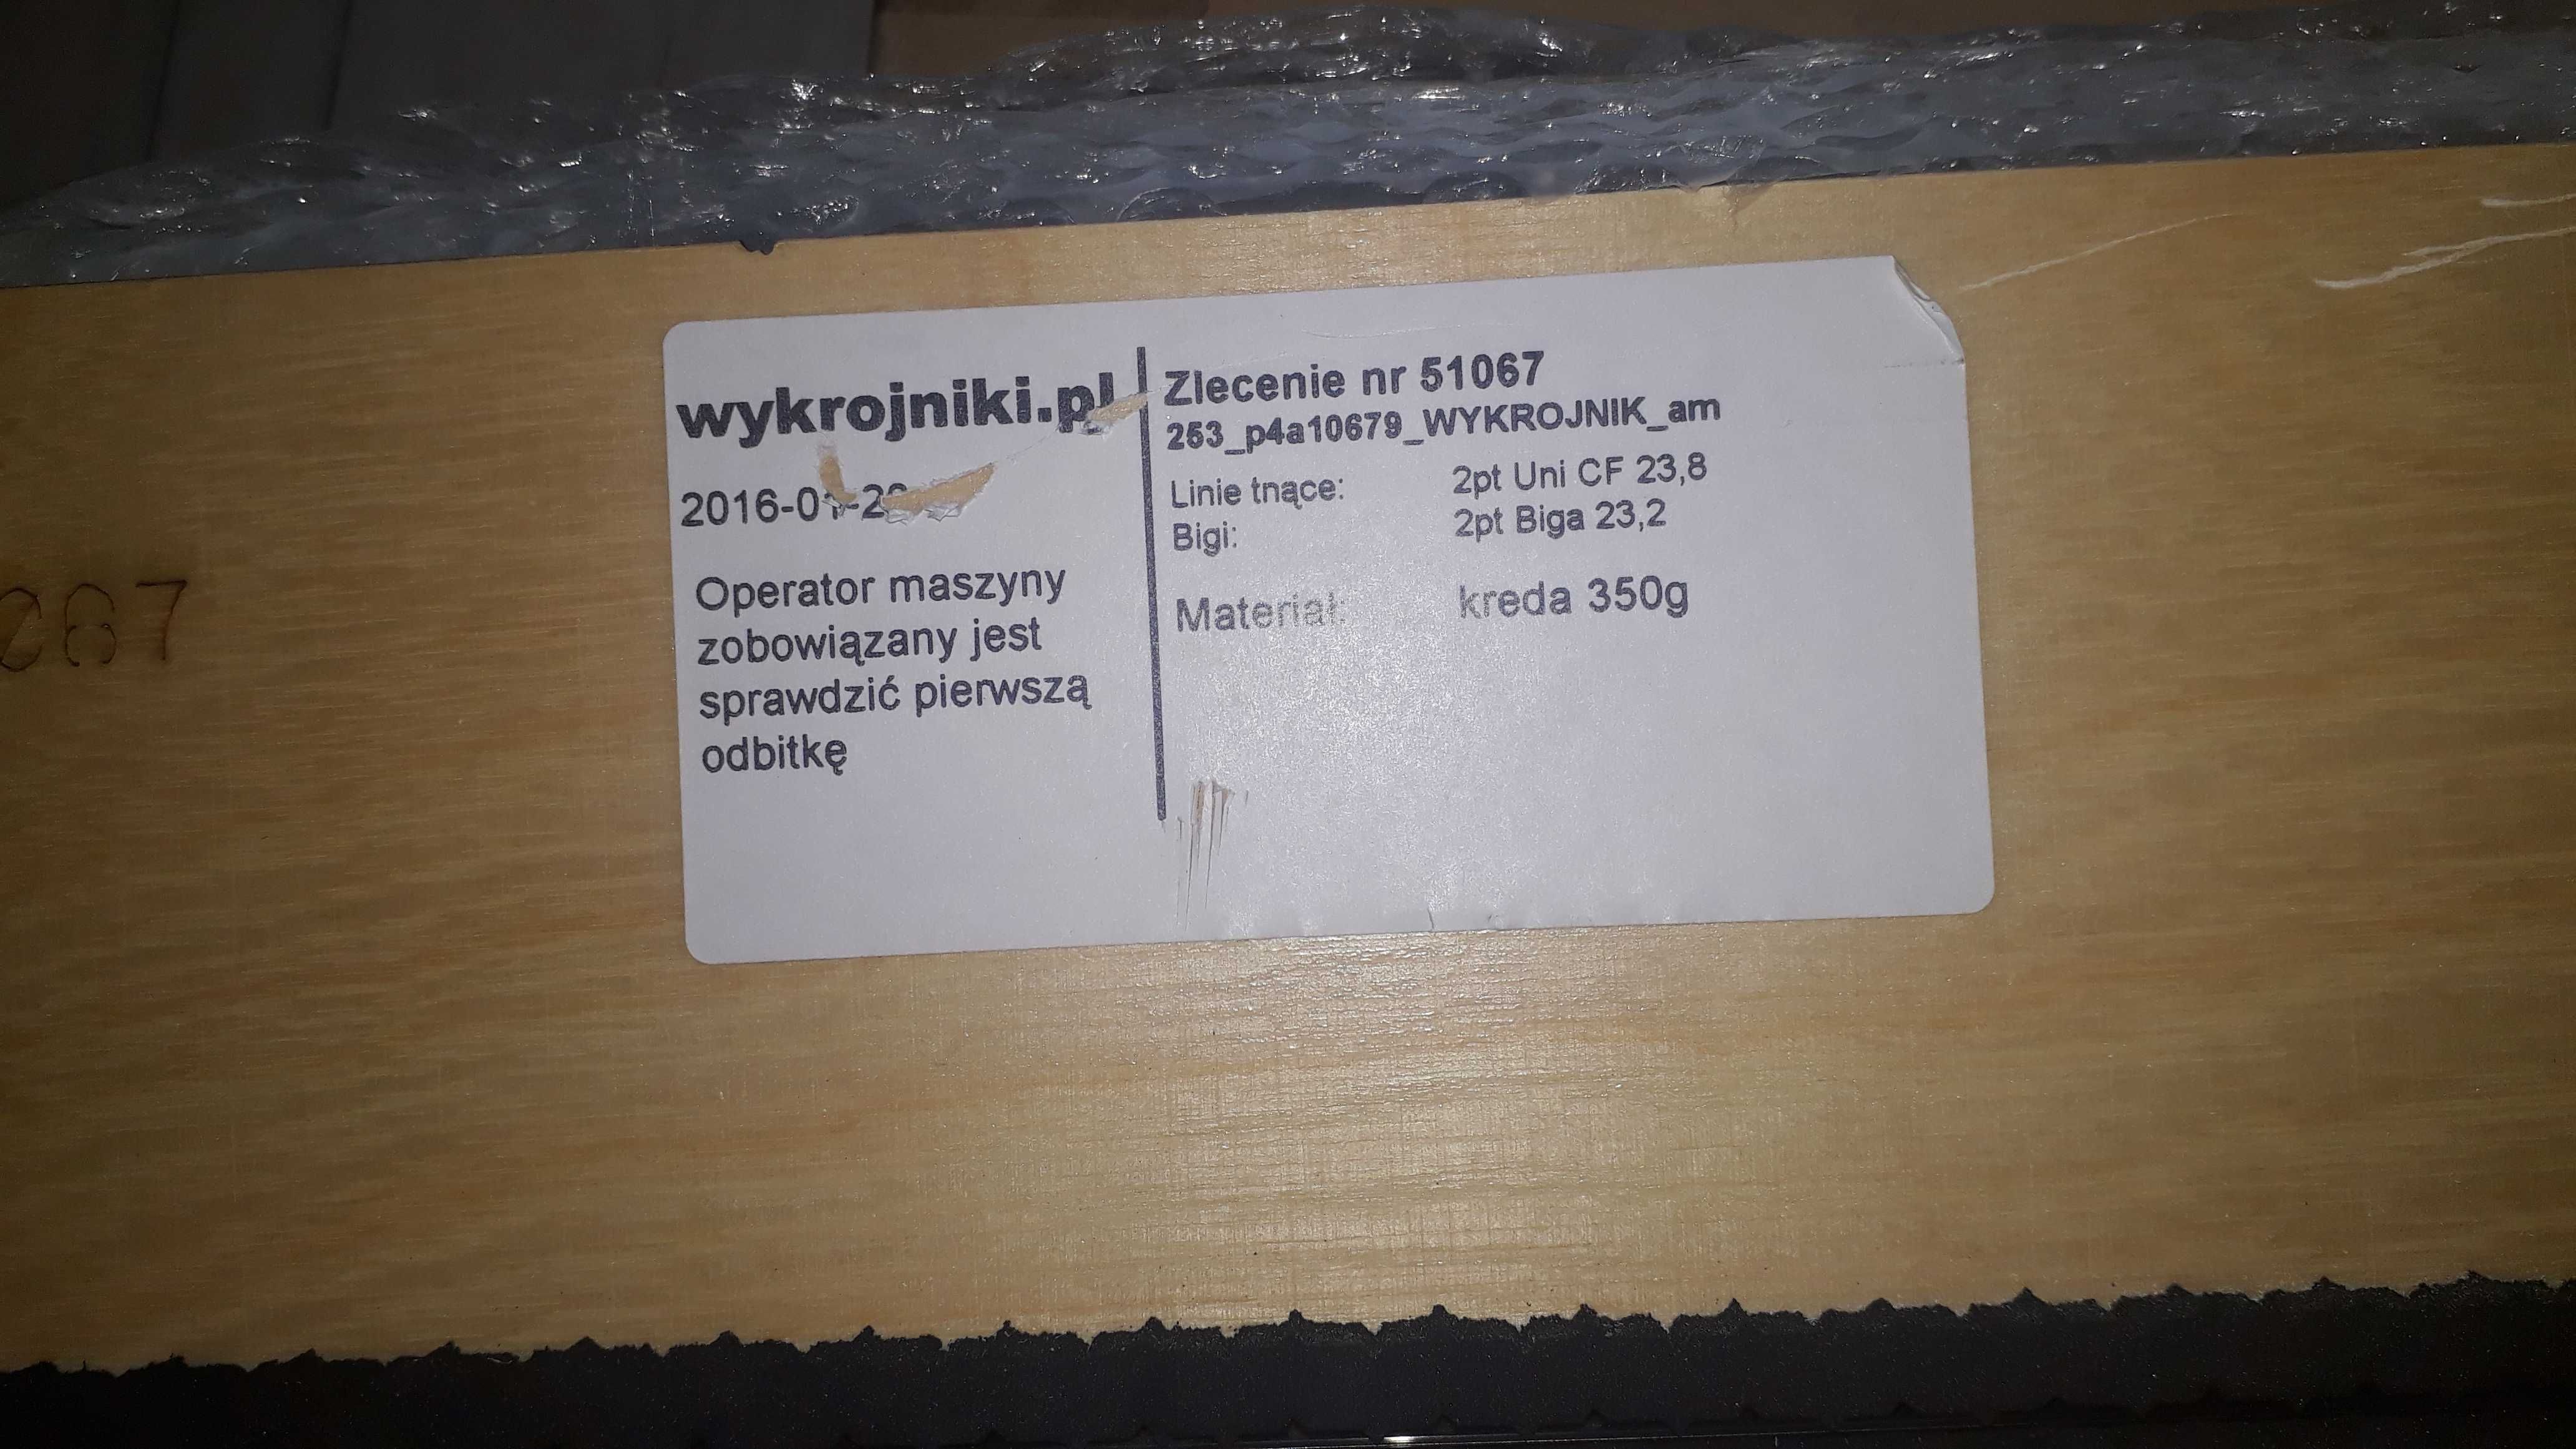 wykrojniki.pl
2016-01-2
Operator maszyny
zobowiązany jest
sprawdzić pierwszą
odbitkę
Zlecenie nr 51067
253_p4a10679_WYKROJNIK_am
Linie tnące: 2pt Uni CF 23,8
Bigi: 2pt Biga 23,2
Materiał: kreda 350g
067